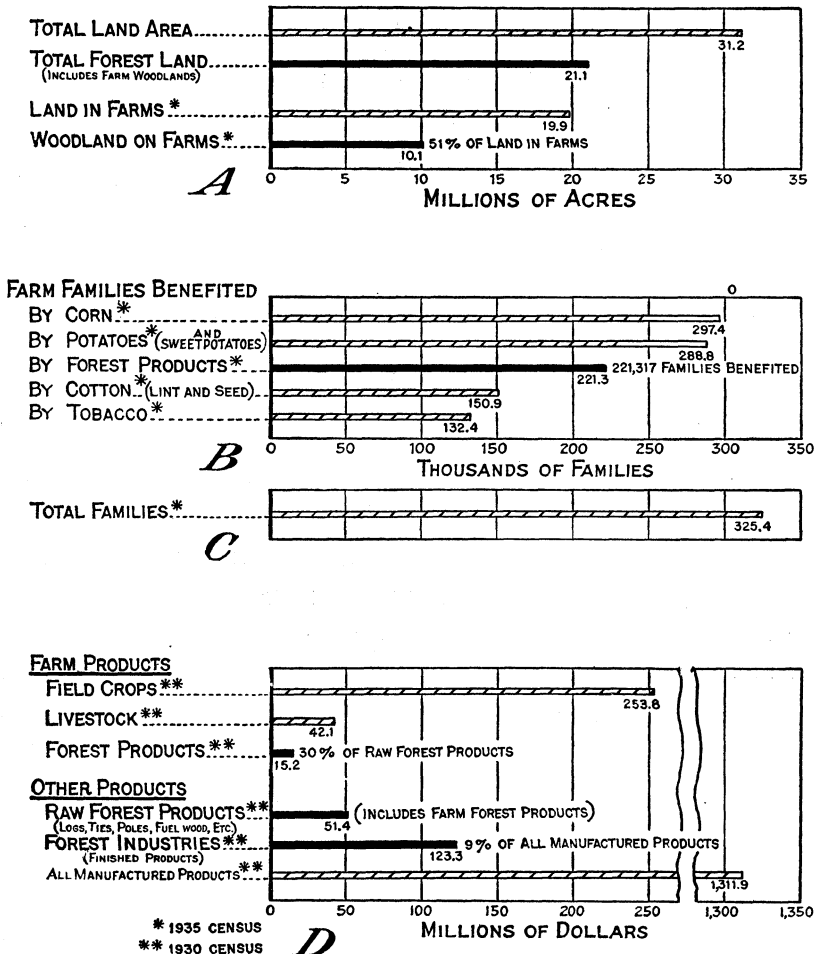 TOTAL LAND AREA
31.2
TOTAL FOREST LAND
(INCLUDES FARM WOODLANDS)
21.1
LAND IN FARMS *
19.9
WOODLAND ON FARMS *
51% OF LAND IN FARMS
10.1
A
0 5 10 15 20 25 30 35
MILLIONS OF ACRES
FARM FAMILIES BENEFITED
BY CORN *
297.4
BY POTATOES * (AND SWEETPOTATOES)
288.8
BY FOREST PRODUCTS *
221,317 FAMILIES BENEFITED
221.3
BY COTTON * (LINT AND SEED)
150.9
BY TOBACCO *
132.4
B
0 50 100 150 200 250 300 350
THOUSANDS OF FAMILIES
TOTAL FAMILIES *
325.4
C
FARM PRODUCTS
FIELD CROPS **
253.8
LIVESTOCK **
42.1
FOREST PRODUCTS **
30% OF RAW FOREST PRODUCTS
15.2
OTHER PRODUCTS
RAW FOREST PRODUCTS **
(INCLUDES FARM FOREST PRODUCTS)
(LOGS, TIES, POLES, FUEL WOOD, ETC.)
51.4
FOREST INDUSTRIES **
9% OF ALL MANUFACTURED PRODUCTS
(FINISHED PRODUCTS)
123.3
ALL MANUFACTURED PRODUCTS **
1,311.9
0 50 100 150 200 250 1,300 1,350
MILLIONS OF DOLLARS
* 1935 CENSUS
** 1930 CENSUS
D